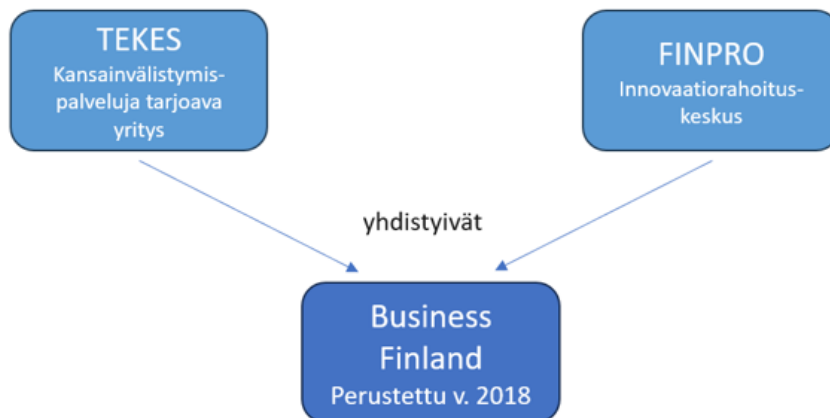 TEKES
Kansainvälistymis-
palveluja tarjoava
yritys
FINPRO
Innovaatiorahoitus-
keskus
yhdistyivät
Business
Finland
Perustettu v. 2018